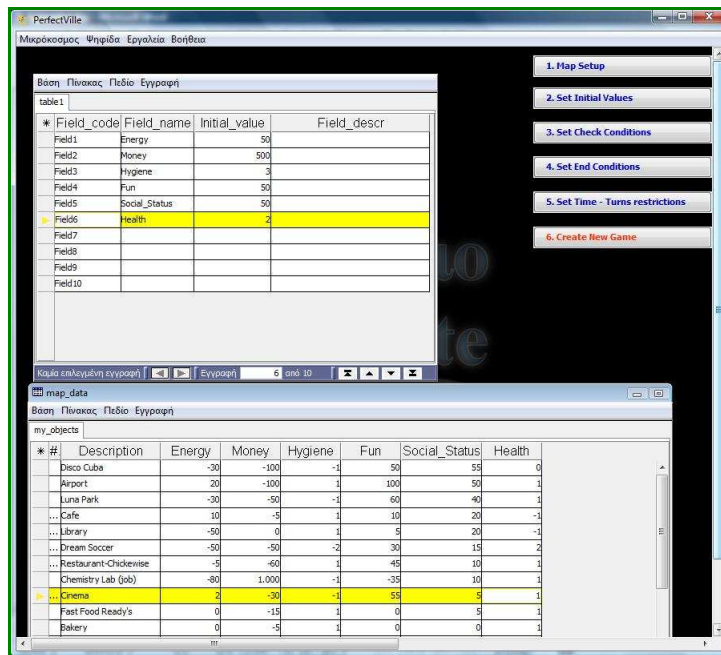 PerfectVille
Μικρόκοσμος Ψηφίδα Εργαλεία Βοήθεια
1. Map Setup
2. Set Initial Values
3. Set Check Conditions
4. Set End Conditions
5. Set Time - Turns restrictions
6. Create New Game
Βάση Πίνακας Πεδίο Εγγραφή
table1
* Field_code Field_name Initial_value Field_descr
Field1 Energy 50
Field2 Money 500
Field3 Hygiene 3
Field4 Fun 50
Field5 Social_Status 50
Field6 Health 2
Field7
Field8
Field9
Field10
Καμία επιλεγμένη εγγραφή Εγγραφή 6 από 10
map_data
Βάση Πίνακας Πεδίο Εγγραφή
my_objects
* # Description Energy Money Hygiene Fun Social_Status Health
Disco Cuba -30 -100 -1 50 55 0
Airport 20 -100 1 100 50 1
Luna Park -30 -50 -1 60 40 1
... Cafe 10 -5 1 10 20 -1
... Library -50 0 1 5 20 -1
... Dream Soccer -50 -50 -2 30 15 2
... Restaurant-Chickewise -5 -60 1 45 10 1
Chemistry Lab (job) -80 1.000 -1 -35 10 1
... Cinema 2 -30 -1 55 5 1
Fast Food Ready's 0 -15 1 0 5 1
Bakery 0 -5 1 0 0 1